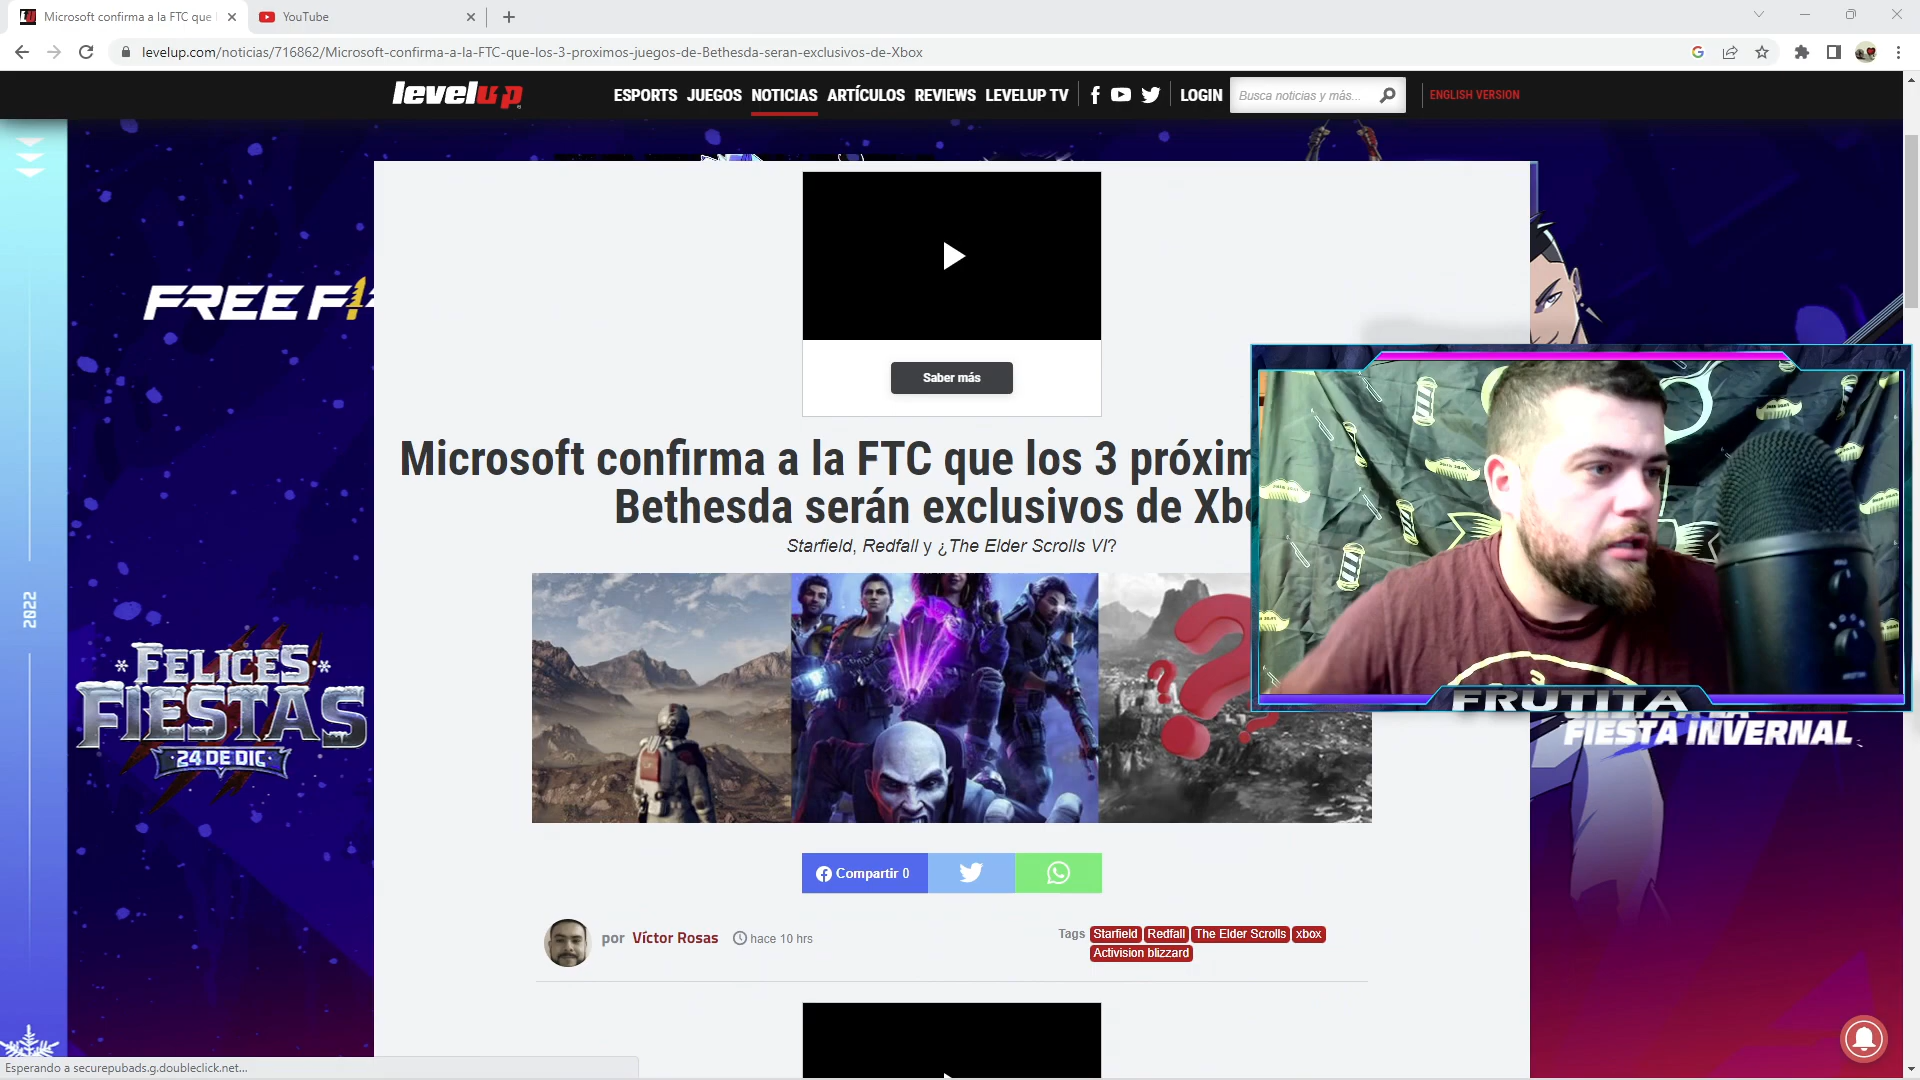 Microsoft confirma a la FTC que
YouTube
levelup.com/noticias/716862/Microsoft-confirma-a-la-FTC-que-los-3-proximos-juegos-de-Bethesda-seran-exclusivos-de-Xbox
levelup
ESPORTS JUEGOS NOTICIAS ARTÍCULOS REVIEWS LEVELUP TV
LOGIN
Busca noticias y más...
ENGLISH VERSION
FREE FI
Saber más
Microsoft confirma a la FTC que los 3 próxim
Bethesda serán exclusivos de Xbo
Starfield, Redfall y ¿The Elder Scrolls VI?
2022
FELICES
FIESTAS
24 DE DIC
FRUTITA
FIESTA INVERNAL
Compartir 0
por Víctor Rosas hace 10 hrs
Tags Starfield Redfall The Elder Scrolls xbox
Activision blizzard
Esperando a securepubads.g.doubleclick.net...